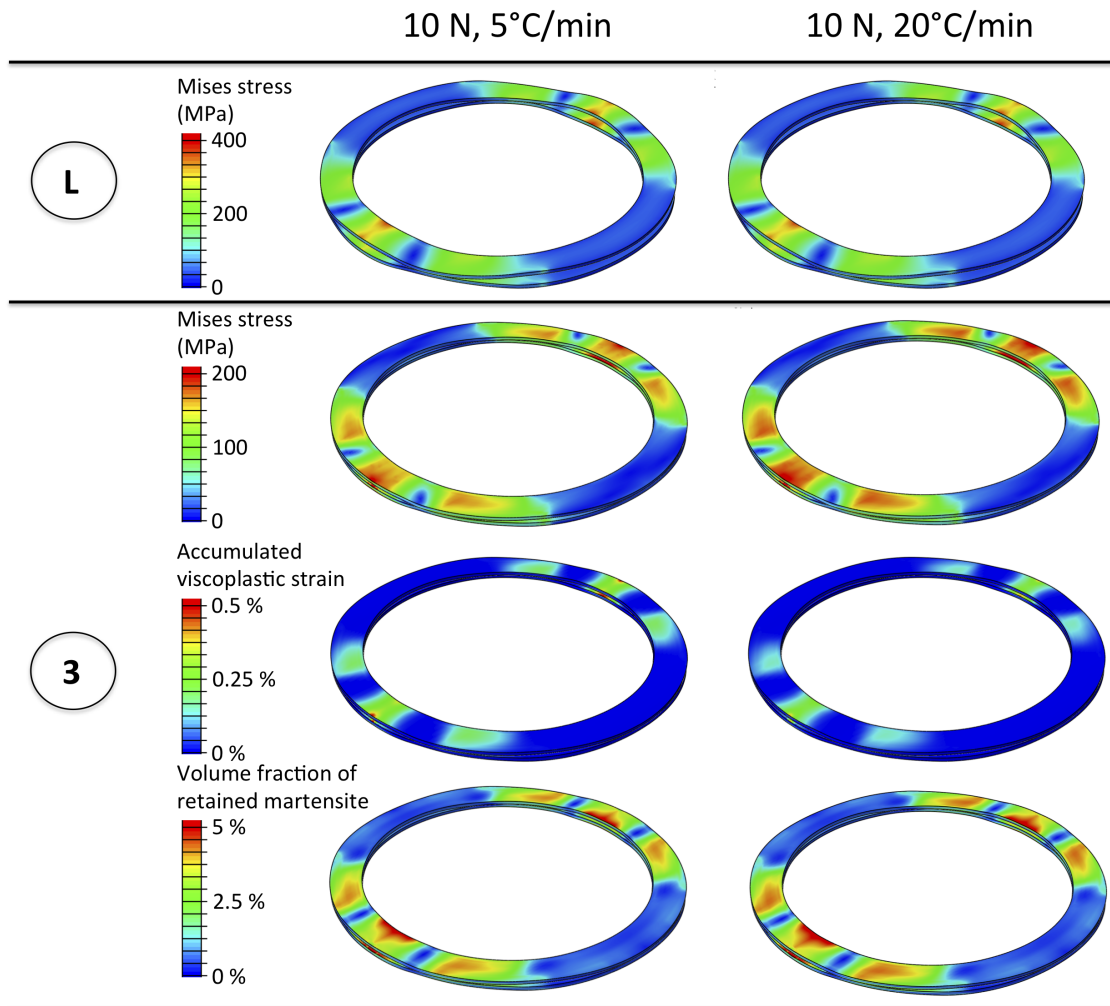 10 N, 5°C/min 10 N, 20°C/min
Mises stress
(MPa)
400
L
200
0
Mises stress
(MPa)
200
100
0
Accumulated
viscoplastic strain
0.5 %
3
0.25 %
0 %
Volume fraction of
retained martensite
5 %
2.5 %
0 %